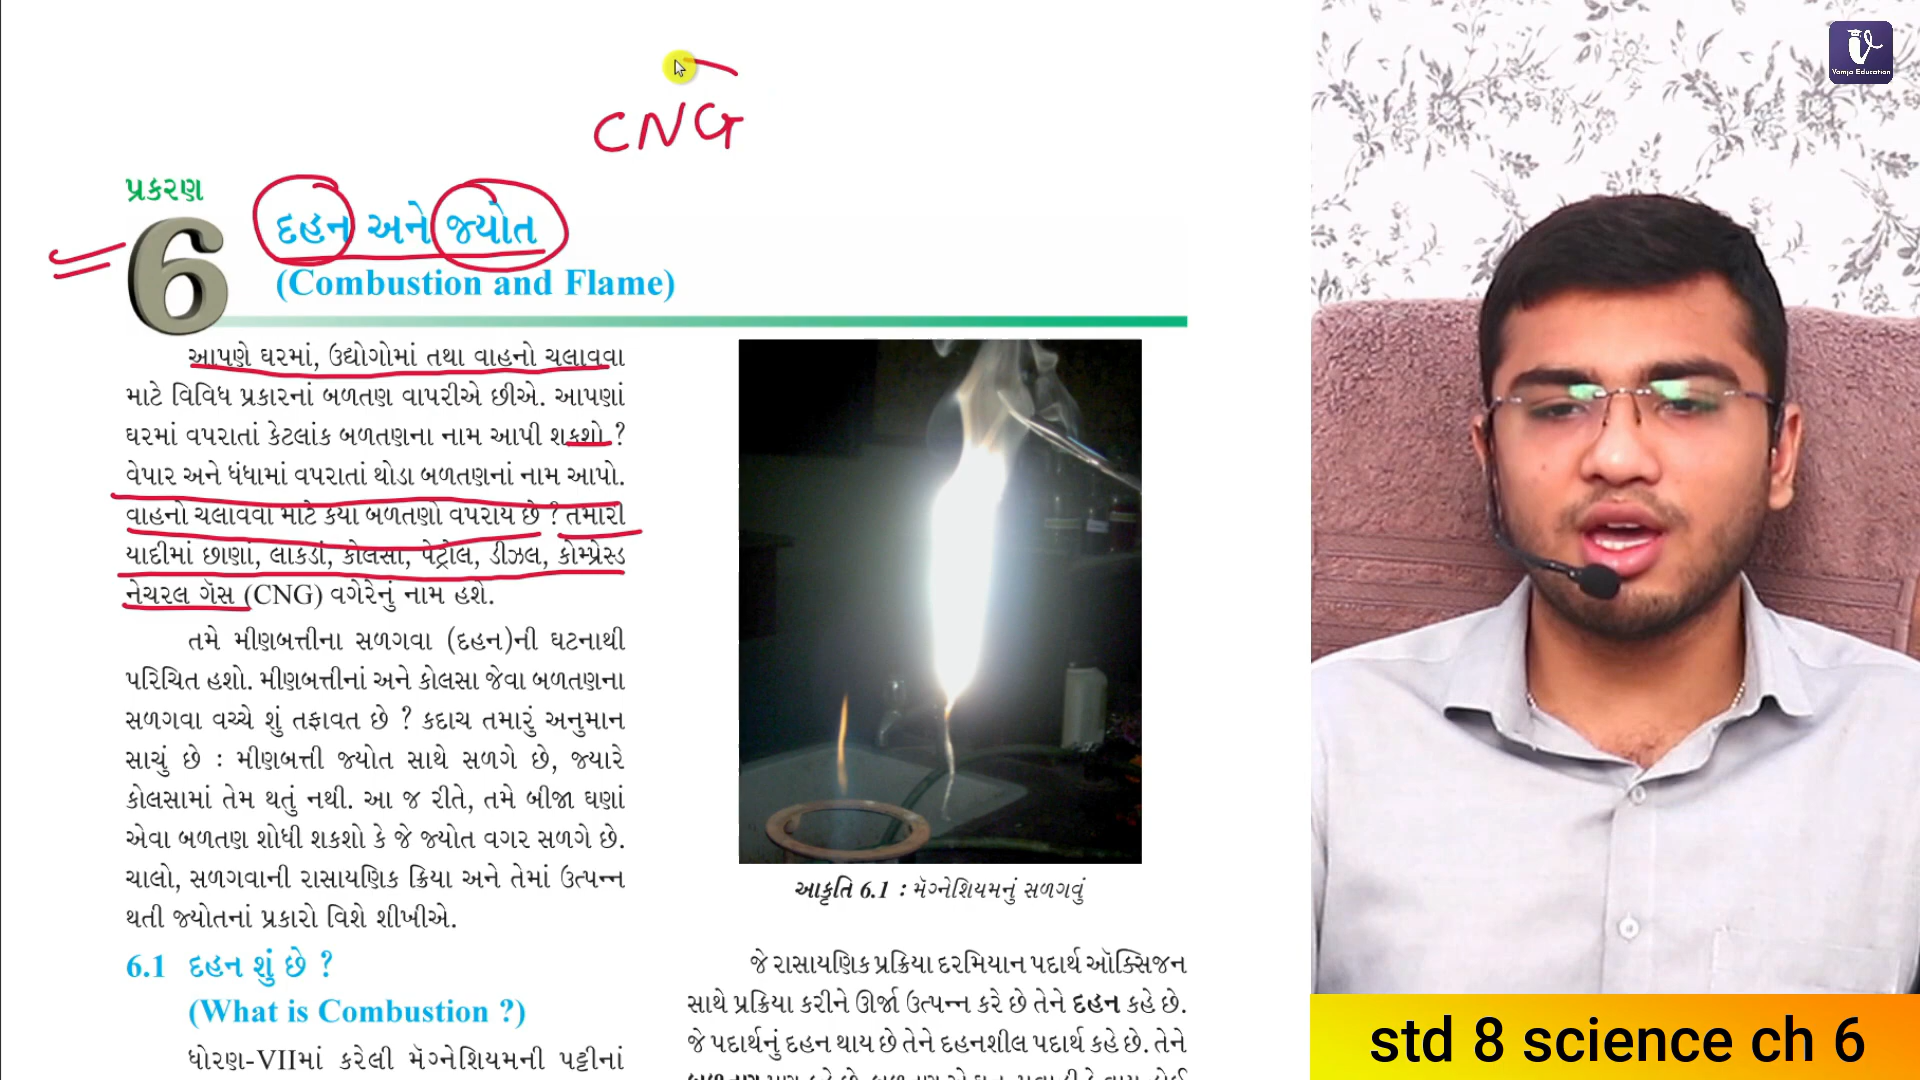 CNG
પ્રકરણ
6
દહન અને જ્યોત
(Combustion and Flame)
આપણે ઘરમાં, ઉદ્યોગોમાં તથા વાહનો ચલાવવા
માટે વિવિધ પ્રકારનાં બળતણ વાપરીએ છીએ. આપણાં
ઘરમાં વપરાતાં કેટલાંક બળતણના નામ આપી શકશો ?
વેપાર અને ધંધામાં વપરાતાં થોડા બળતણનાં નામ આપો.
વાહનો ચલાવવા માટે કયા બળતણો વપરાય છે ? તમારી
યાદીમાં છાણાં, લાકડાં, કોલસા, પેટ્રોલ, ડીઝલ, કોમ્પ્રેસ્ડ
નેચરલ ગૅસ (CNG) વગેરેનું નામ હશે.
તમે મીણબત્તીના સળગવા (દહન)ની ઘટનાથી
પરિચિત હશો. મીણબત્તીનાં અને કોલસા જેવા બળતણના
સળગવા વચ્ચે શું તફાવત છે ? કદાચ તમારું અનુમાન
સાચું છે : મીણબત્તી જ્યોત સાથે સળગે છે, જ્યારે
કોલસામાં તેમ થતું નથી. આ જ રીતે, તમે બીજા ઘણાં
એવા બળતણ શોધી શકશો કે જે જ્યોત વગર સળગે છે.
ચાલો, સળગવાની રાસાયણિક ક્રિયા અને તેમાં ઉત્પન્ન
થતી જ્યોતનાં પ્રકારો વિશે શીખીએ.
6.1 દહન શું છે ?
(What is Combustion ?)
ધોરણ-VIIમાં કરેલી મૅગ્નેશિયમની પટ્ટીનાં
આકૃતિ 6.1 : મૅગ્નેશિયમનું સળગવું
જે રાસાયણિક પ્રક્રિયા દરમિયાન પદાર્થ ઑક્સિજન
સાથે પ્રક્રિયા કરીને ઊર્જા ઉત્પન્ન કરે છે તેને દહન કહે છે.
જે પદાર્થનું દહન થાય છે તેને દહનશીલ પદાર્થ કહે છે. તેને
Vamja Education
std 8 science ch 6